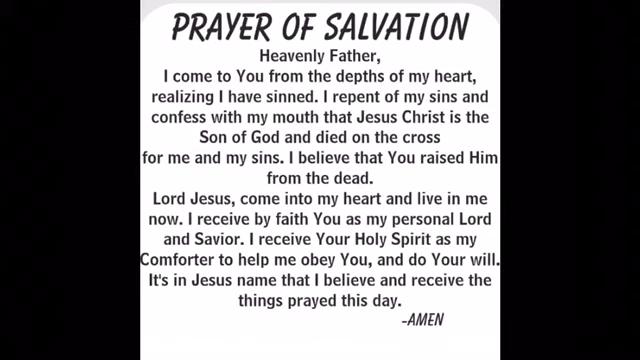 PRAYER OF SALVATION
Heavenly Father,
I come to You from the depths of my heart,
realizing I have sinned. I repent of my sins and
confess with my mouth that Jesus Christ is the
Son of God and died on the cross
for me and my sins. I believe that You raised Him
from the dead.
Lord Jesus, come into my heart and live in me
now. I receive by faith You as my personal Lord
and Savior. I receive Your Holy Spirit as my
Comforter to help me obey You, and do Your will.
It's in Jesus name that I believe and receive the
things prayed this day.
-AMEN